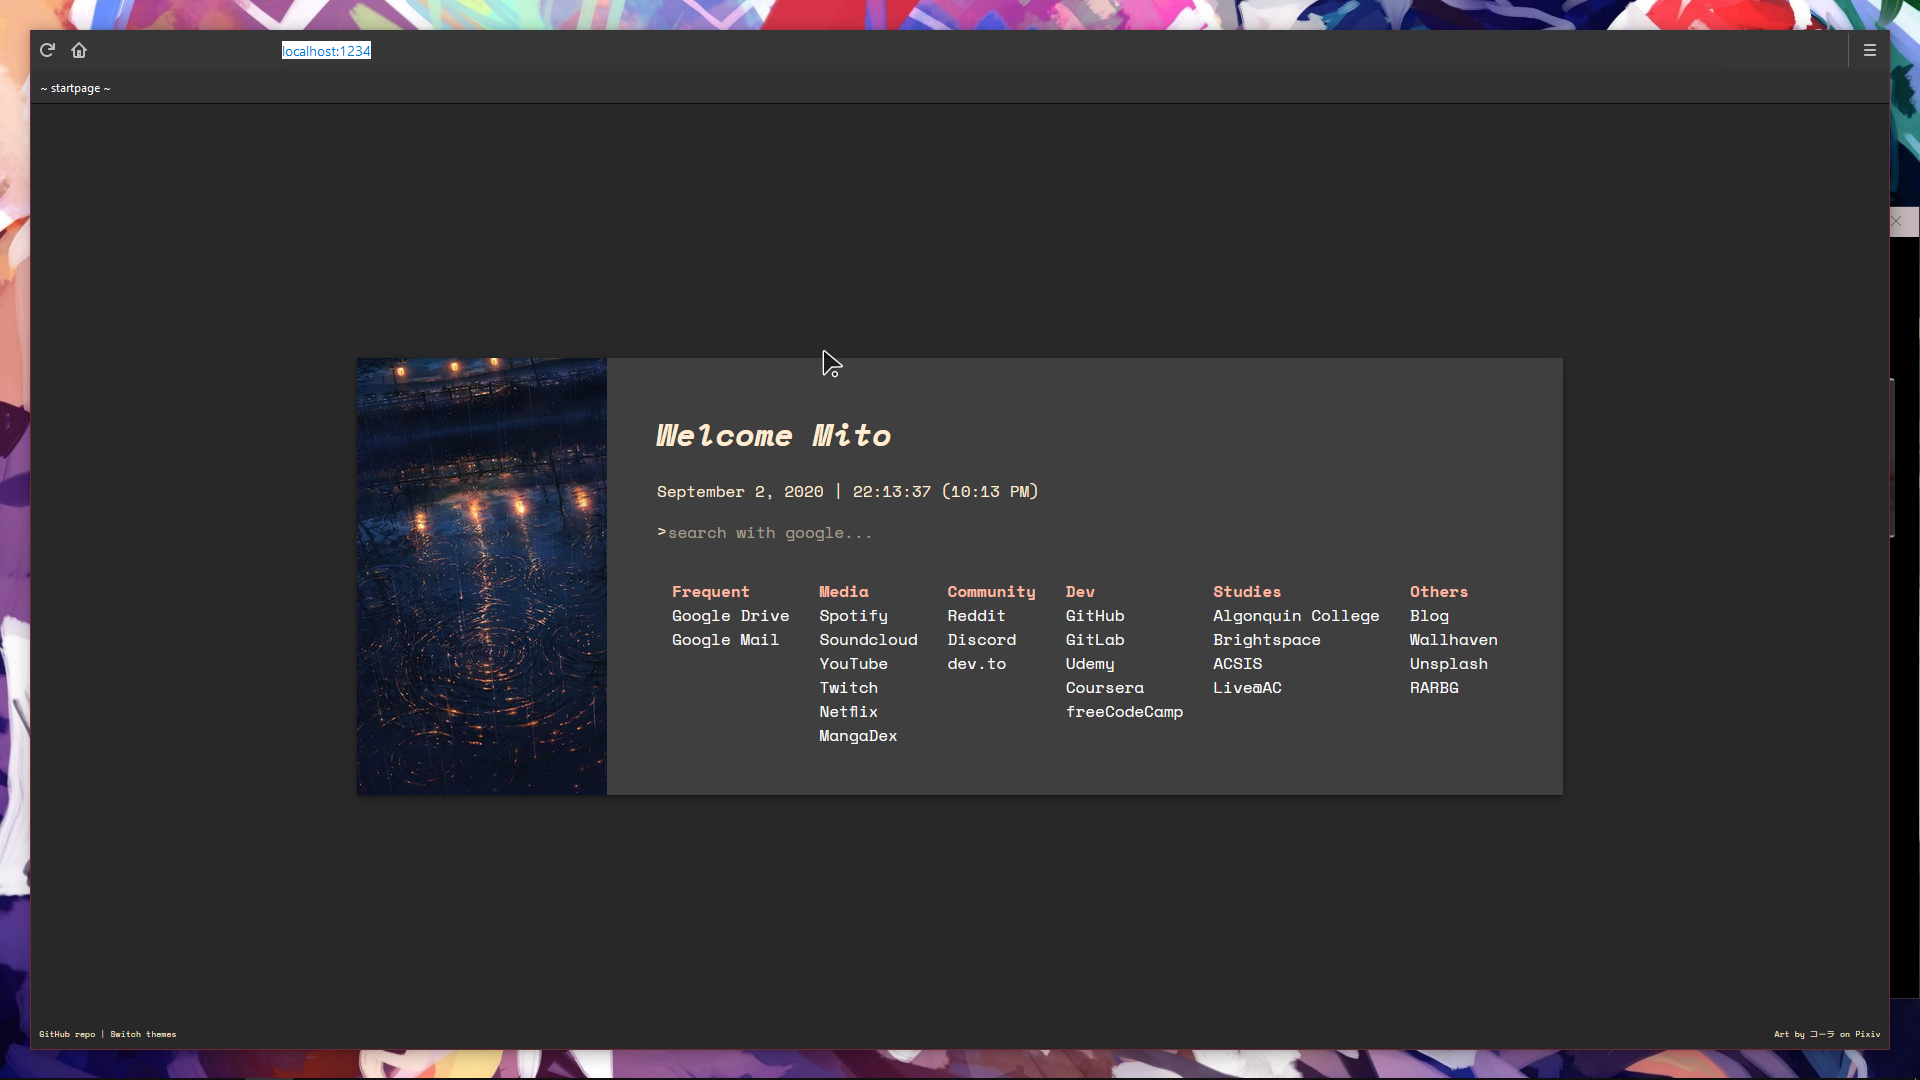 localhost:1234
~ startpage ~
Welcome Mito
September 2, 2020 | 22:13:37 (10:13 PM)
>search with google...
Frequent
Google Drive
Google Mail
Media
Spotify
Soundcloud
YouTube
Twitch
Netflix
MangaDex
Community
Reddit
Discord
dev.to
Dev
GitHub
GitLab
Udemy
Coursera
freeCodeCamp
Studies
Algonquin College
Brightspace
ACSIS
Live@AC
Others
Blog
Wallhaven
Unsplash
RARBG
GitHub repo | Switch themes
Art by コーラ on Pixiv